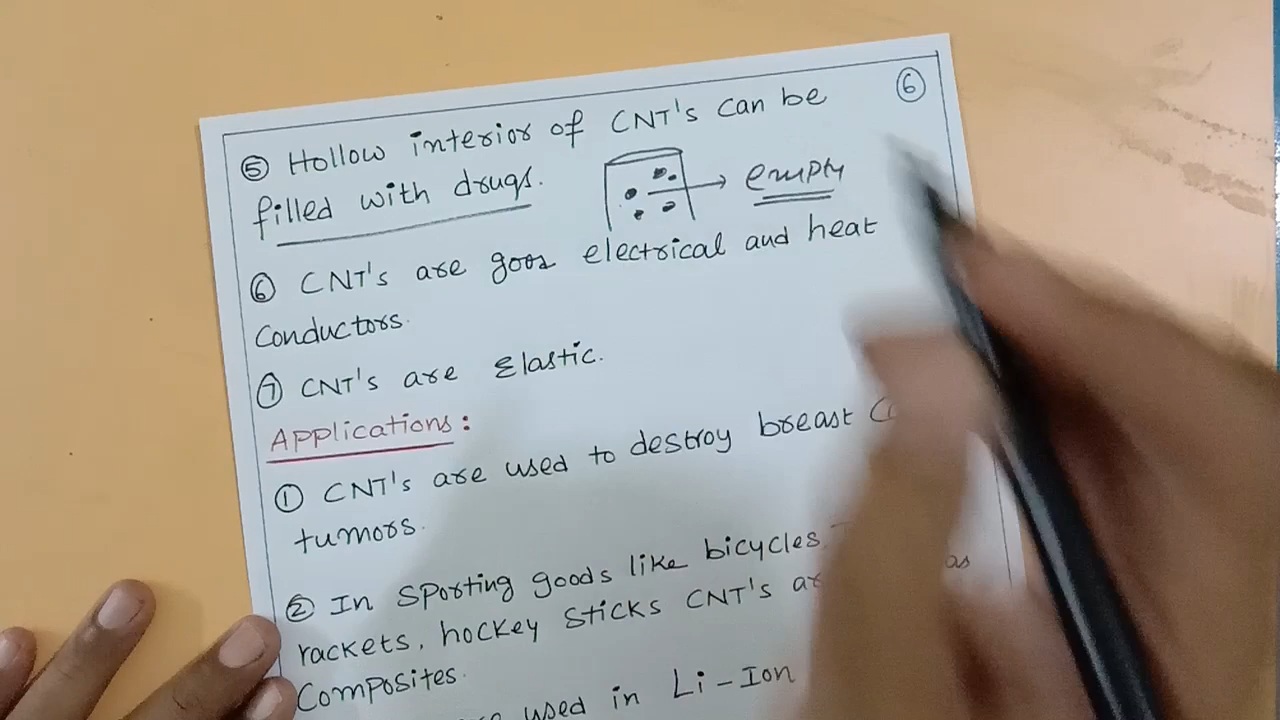 ⑥
⑤ Hollow interior of CNT's can be
filled with drugs.
empty
⑥ CNT's are good electrical and heat
Conductors.
⑦ CNT's are Elastic.
Applications:
① CNT's are used to destroy breast
tumors.
② In Sporting goods like bicycles,
rackets, hockey sticks CNT's as
Composites.
used in Li-Ion